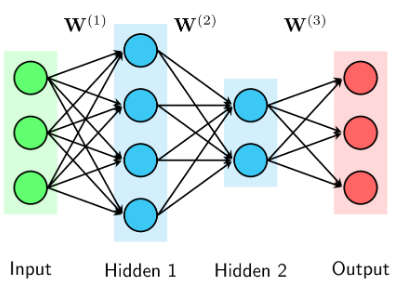 W^(1) W^(2) W^(3)
Input Hidden 1 Hidden 2 Output